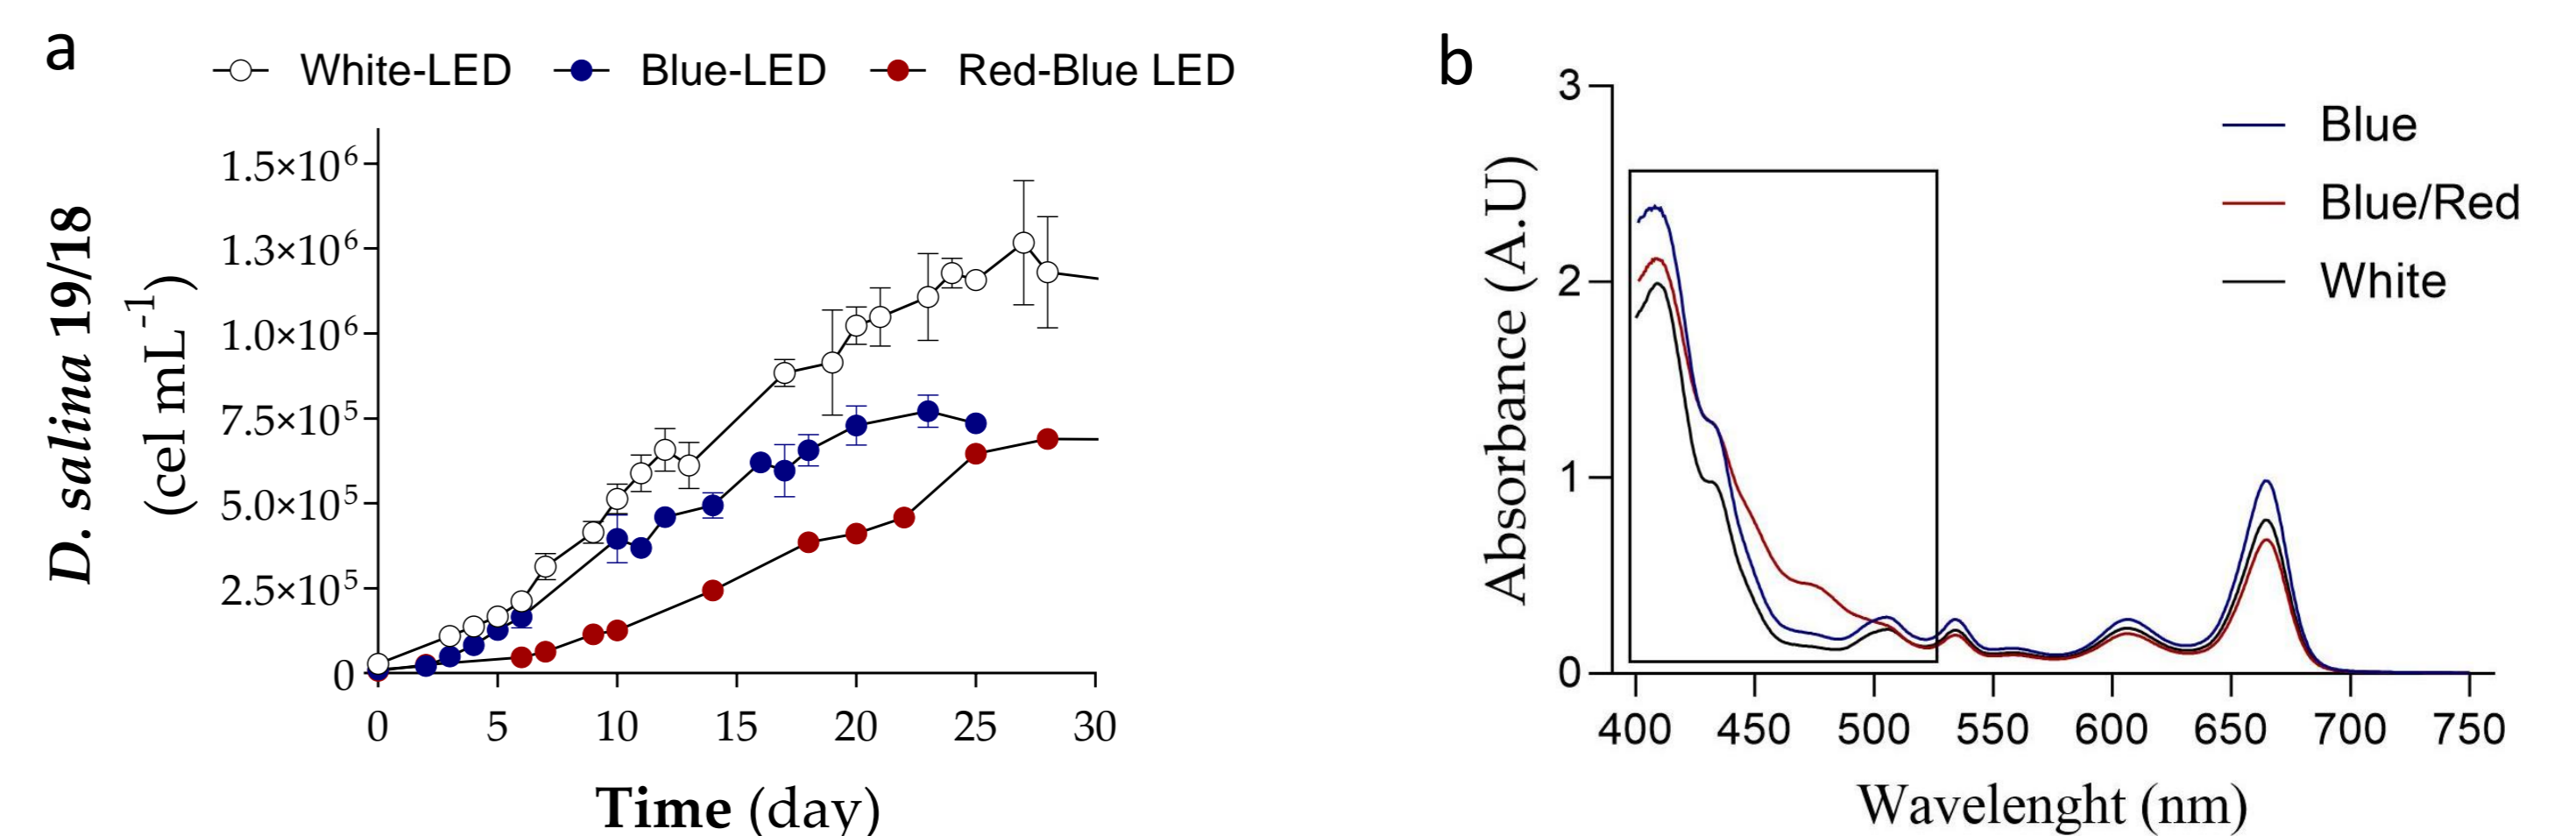 a
White-LED Blue-LED Red-Blue LED
D. salina 19/18
(cel mL⁻¹)
1.5×10⁶
1.3×10⁶
1.0×10⁶
7.5×10⁵
5.0×10⁵
2.5×10⁵
0
0 5 10 15 20 25 30
Time (day)
b
Blue
Blue/Red
White
Absorbance (A.U)
3
2
1
0
400 450 500 550 600 650 700 750
Wavelenght (nm)